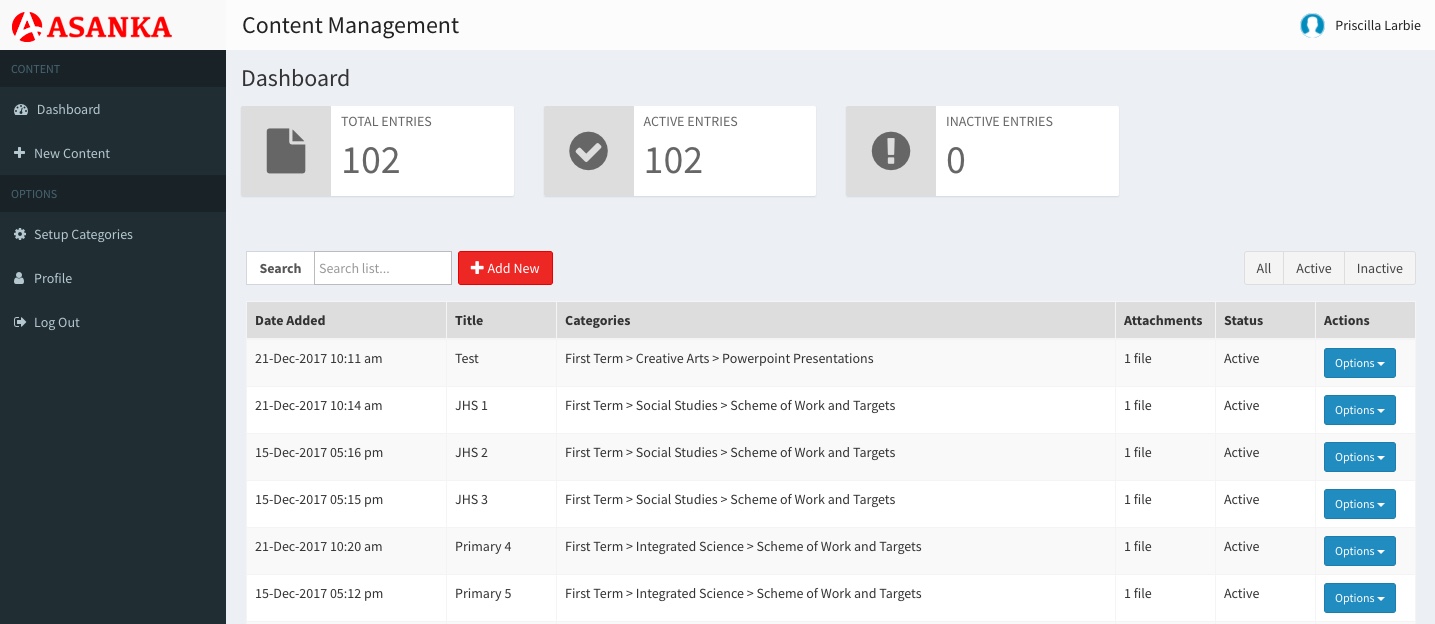 ASANKA
Content Management
Priscilla Larbie
CONTENT
Dashboard
New Content
OPTIONS
Setup Categories
Profile
Log Out
Dashboard
TOTAL ENTRIES
102
ACTIVE ENTRIES
102
INACTIVE ENTRIES
0
Search Search list... Add New All Active Inactive
Date Added Title Categories Attachments Status Actions
21-Dec-2017 10:11 am Test First Term > Creative Arts > Powerpoint Presentations 1 file Active Options
21-Dec-2017 10:14 am JHS 1 First Term > Social Studies > Scheme of Work and Targets 1 file Active Options
15-Dec-2017 05:16 pm JHS 2 First Term > Social Studies > Scheme of Work and Targets 1 file Active Options
15-Dec-2017 05:15 pm JHS 3 First Term > Social Studies > Scheme of Work and Targets 1 file Active Options
21-Dec-2017 10:20 am Primary 4 First Term > Integrated Science > Scheme of Work and Targets 1 file Active Options
15-Dec-2017 05:12 pm Primary 5 First Term > Integrated Science > Scheme of Work and Targets 1 file Active Options